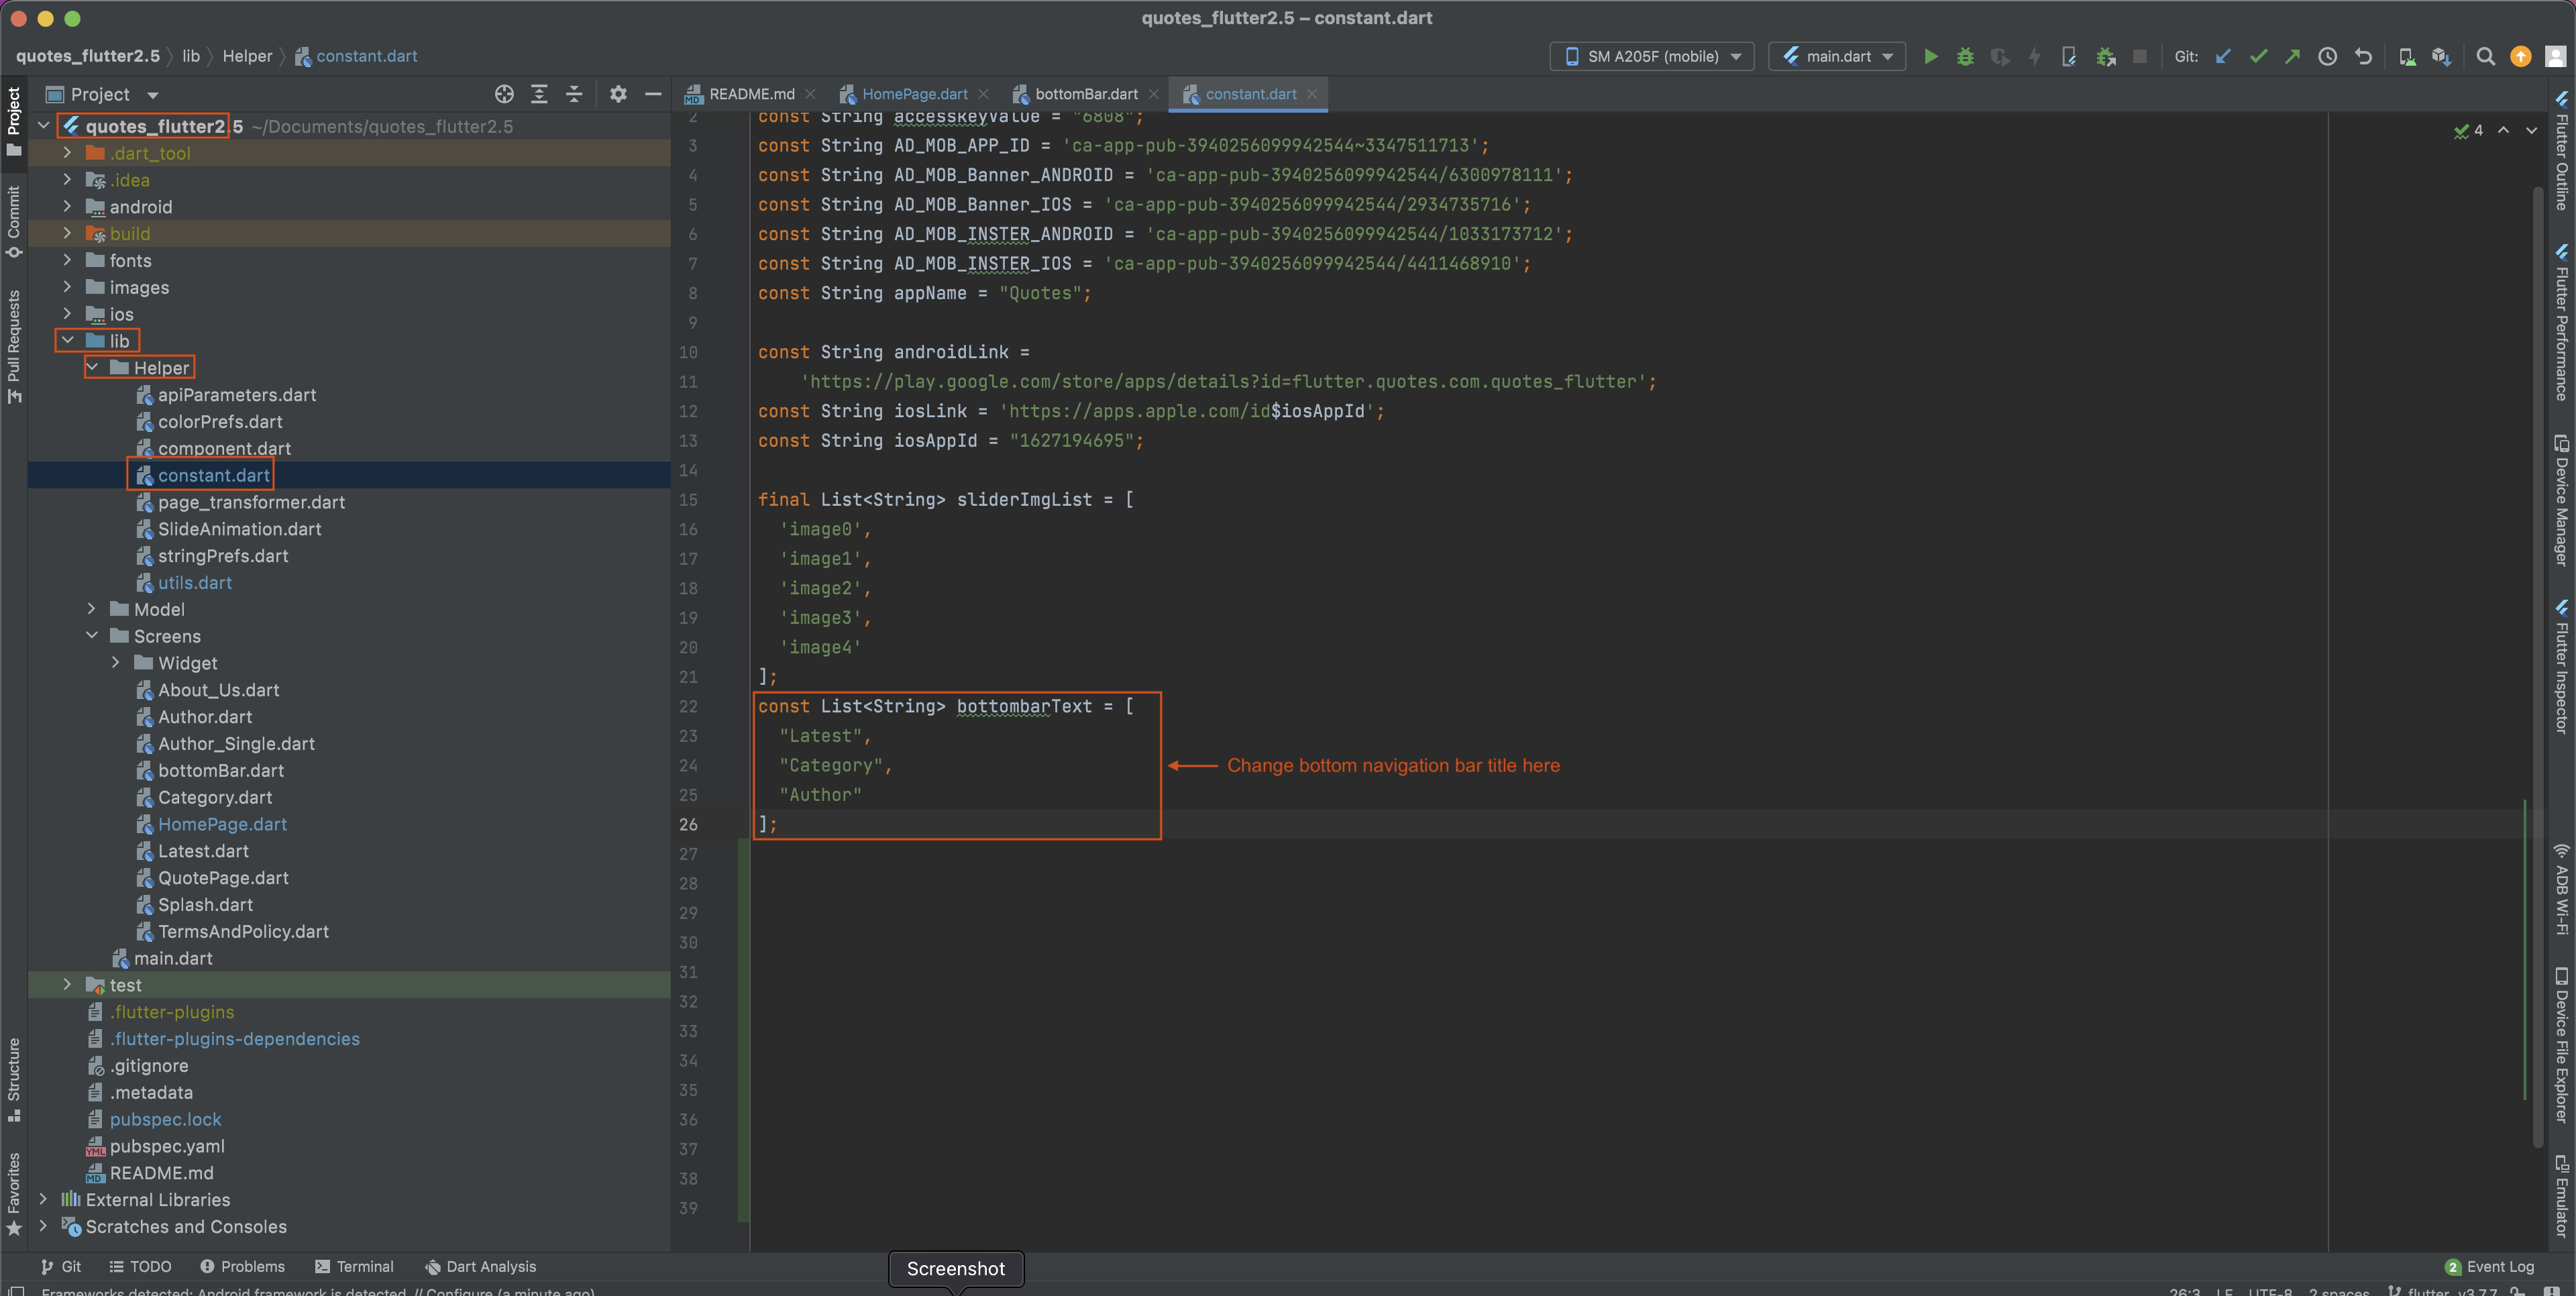 quotes_flutter2.5 – constant.dart
quotes_flutter2.5 lib Helper constant.dart
SM A205F (mobile) main.dart Git:
Project
README.md HomePage.dart bottomBar.dart constant.dart
quotes_flutter2.5 ~/Documents/quotes_flutter2.5
.dart_tool
.idea
android
build
fonts
images
ios
lib
Helper
apiParameters.dart
colorPrefs.dart
component.dart
constant.dart
page_transformer.dart
SlideAnimation.dart
stringPrefs.dart
utils.dart
Model
Screens
Widget
About_Us.dart
Author.dart
Author_Single.dart
bottomBar.dart
Category.dart
HomePage.dart
Latest.dart
QuotePage.dart
Splash.dart
TermsAndPolicy.dart
main.dart
test
.flutter-plugins
.flutter-plugins-dependencies
.gitignore
.metadata
pubspec.lock
pubspec.yaml
README.md
External Libraries
Scratches and Consoles
2 const String accesskeyValue = "6808";
3 const String AD_MOB_APP_ID = 'ca-app-pub-3940256099942544~3347511713';
4 const String AD_MOB_Banner_ANDROID = 'ca-app-pub-3940256099942544/6300978111';
5 const String AD_MOB_Banner_IOS = 'ca-app-pub-3940256099942544/2934735716';
6 const String AD_MOB_INSTER_ANDROID = 'ca-app-pub-3940256099942544/1033173712';
7 const String AD_MOB_INSTER_IOS = 'ca-app-pub-3940256099942544/4411468910';
8 const String appName = "Quotes";
9
10 const String androidLink =
11 'https://play.google.com/store/apps/details?id=flutter.quotes.com.quotes_flutter';
12 const String iosLink = 'https://apps.apple.com/id$iosAppId';
13 const String iosAppId = "1627194695";
14
15 final List<String> sliderImgList = [
16 'image0',
17 'image1',
18 'image2',
19 'image3',
20 'image4'
21 ];
22 const List<String> bottombarText = [
23 "Latest",
24 "Category",
25 "Author"
26 ];
27
28
29
30
31
32
33
34
35
36
37
38
39
Change bottom navigation bar title here
4
Project
Commit
Pull Requests
Structure
Favorites
Flutter Outline
Flutter Performance
Device Manager
Flutter Inspector
ADB Wi-Fi
Device File Explorer
Emulator
Git TODO Problems Terminal Dart Analysis
Screenshot
2 Event Log
Frameworks detected: Android framework is detected. // Configure (a minute ago)
26:3 LF UTF-8 2 spaces flutter_v3.7.7